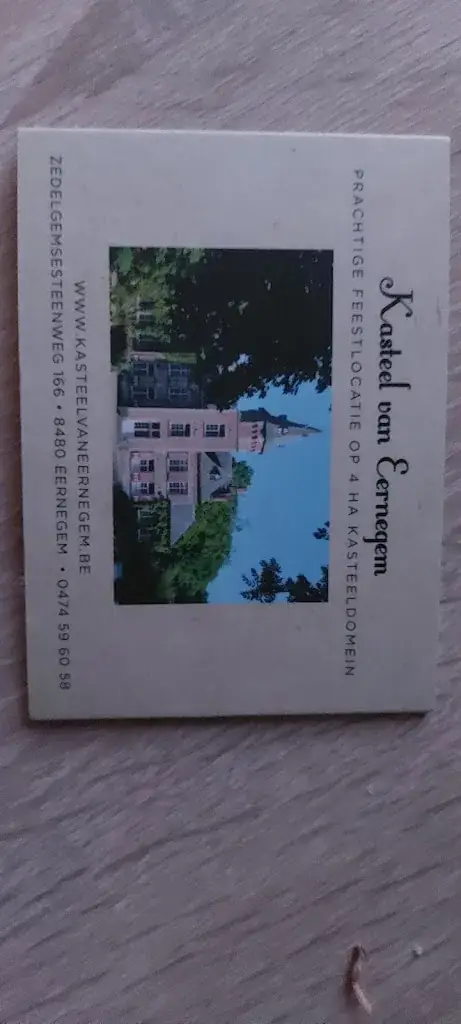 Kasteel van Eernegem
PRACHTIGE FEESTLOCATIE OP 4 HA KASTEELDOMEIN
WWW.KASTEELVANEERNEGEM.BE
ZEDELGEMSESTEENWEG 166 • 8480 EERNEGEM • 0474 59 60 58